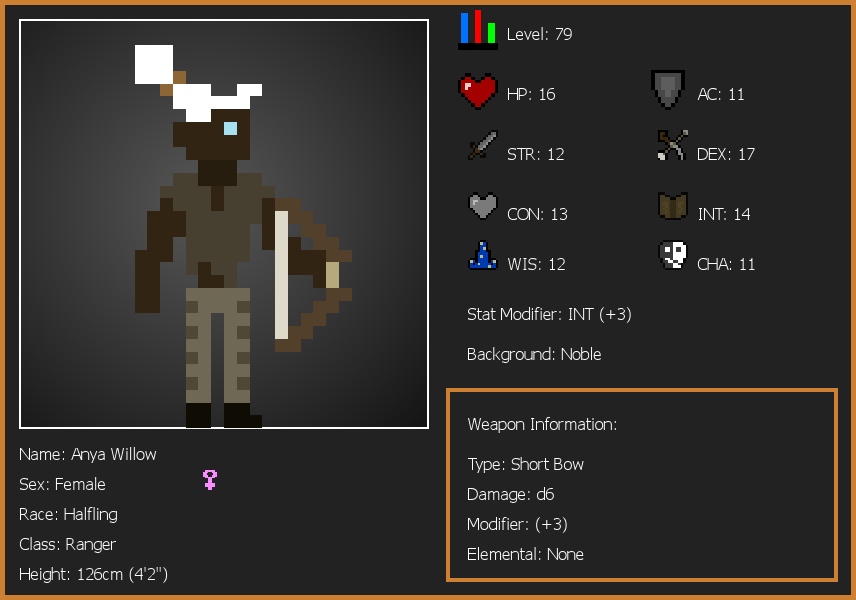 Level: 79
HP: 16
AC: 11
STR: 12
DEX: 17
CON: 13
INT: 14
WIS: 12
CHA: 11
Stat Modifier: INT (+3)
Background: Noble
Weapon Information:
Type: Short Bow
Damage: d6
Modifier: (+3)
Elemental: None
Name: Anya Willow
Sex: Female
Race: Halfling
Class: Ranger
Height: 126cm (4'2")